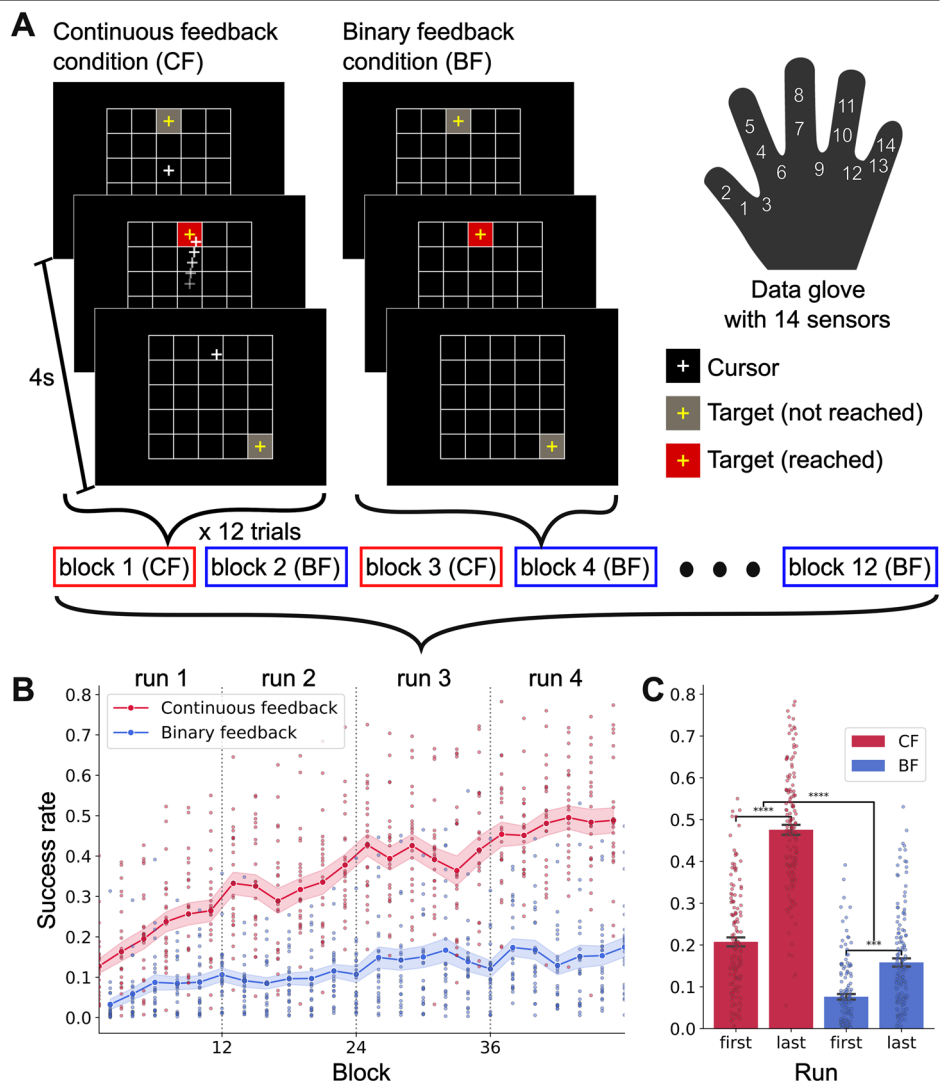 A
Continuous feedback
condition (CF)
Binary feedback
condition (BF)
4s
8
11
5
7
10
14
4
6
9
12
13
2
1
3
Data glove
with 14 sensors
Cursor
Target (not reached)
Target (reached)
x 12 trials
block 1 (CF)
block 2 (BF)
block 3 (CF)
block 4 (BF)
block 12 (BF)
B
run 1
run 2
run 3
run 4
Continuous feedback
Binary feedback
Success rate
0.8
0.7
0.6
0.5
0.4
0.3
0.2
0.1
0.0
12
24
36
Block
C
0.8
0.7
0.6
0.5
0.4
0.3
0.2
0.1
0.0
CF
BF
****
****
***
first
last
first
last
Run